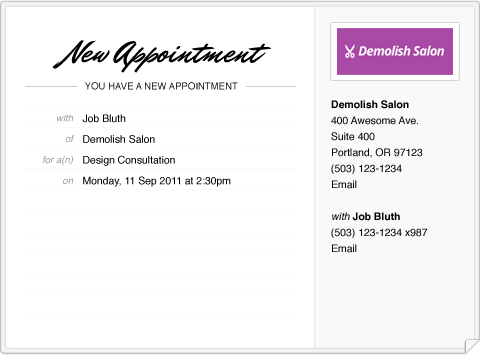 New Appointment
YOU HAVE A NEW APPOINTMENT
with Job Bluth
of Demolish Salon
for a(n) Design Consultation
on Monday, 11 Sep 2011 at 2:30pm
Demolish Salon
Demolish Salon
400 Awesome Ave.
Suite 400
Portland, OR 97123
(503) 123-1234
Email
with Job Bluth
(503) 123-1234 x987
Email